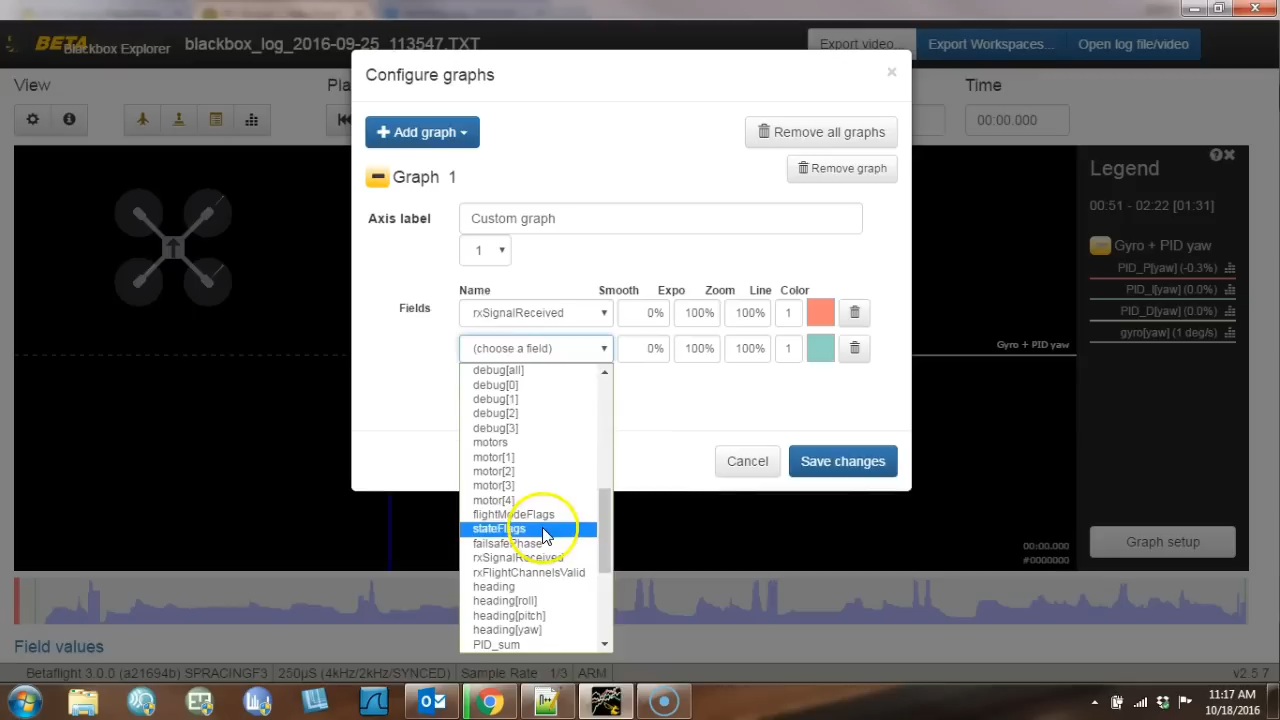 BETA Blackbox Explorer blackbox_log_2016-09-25_113547.TXT
Export video...
Export Workspaces...
Open log file/video
View
Time
00:00.000
Configure graphs
×
Add graph
Remove all graphs
Graph 1
Remove graph
Axis label
Custom graph
1
Name Smooth Expo Zoom Line Color
Fields
rxSignalReceived 0% 100% 100% 1
(choose a field) 0% 100% 100% 1
debug[all]
debug[0]
debug[1]
debug[2]
debug[3]
motors
motor[1]
motor[2]
motor[3]
motor[4]
flightModeFlags
stateFlags
failsafePhase
rxSignalReceived
rxFlightChannelsValid
heading
heading[roll]
heading[pitch]
heading[yaw]
PID_sum
Cancel
Save changes
Legend
00:51 - 02:22 [01:31]
Gyro + PID yaw
PID_P[yaw] (-0.3%)
PID_I[yaw] (0.0%)
PID_D[yaw] (0.0%)
gyro[yaw] (1 deg/s)
Gyro + PID yaw
Graph setup
00:00.000
#0000000
Field values
Betaflight 3.0.0 (a21694b) SPRACINGF3 250µS (4kHz/2kHz/SYNCED) Sample Rate 1/3 ARM
v2.5.7
11:17 AM
10/18/2016